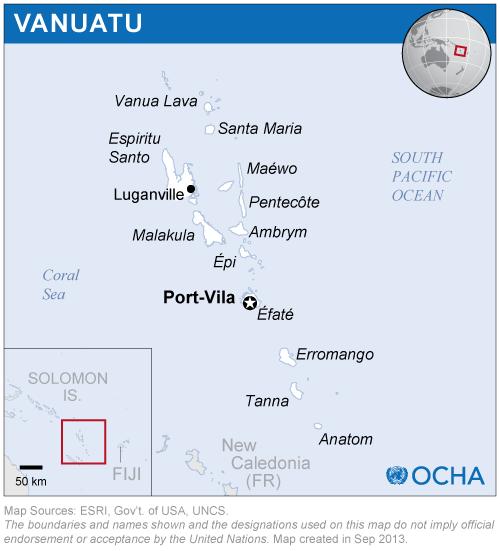 VANUATU
Vanua Lava
Santa Maria
Espiritu
Santo
SOUTH
PACIFIC
OCEAN
Maéwo
Luganville
Pentecôte
Malakula
Ambrym
Épi
Coral
Sea
Port-Vila
Éfaté
Erromango
SOLOMON
IS.
Tanna
Anatom
New
Caledonia
(FR)
FIJI
50 km
OCHA
Map Sources: ESRI, Gov't. of USA, UNCS.
The boundaries and names shown and the designations used on this map do not imply official
endorsement or acceptance by the United Nations. Map created in Sep 2013.